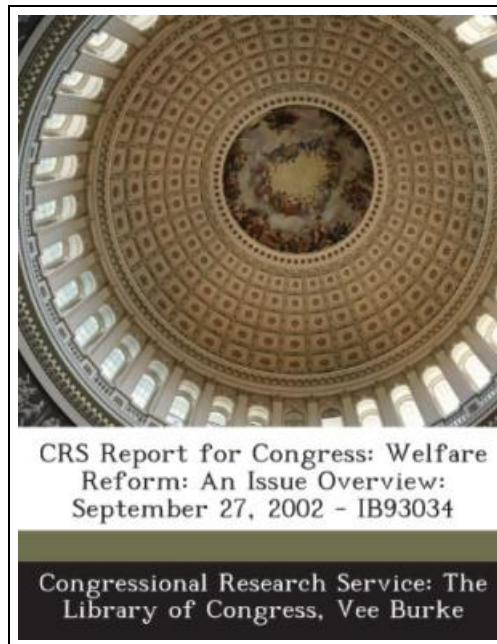 CRS Report for Congress: Welfare
Reform: An Issue Overview:
September 27, 2002 - IB93034
Congressional Research Service: The
Library of Congress, Vee Burke